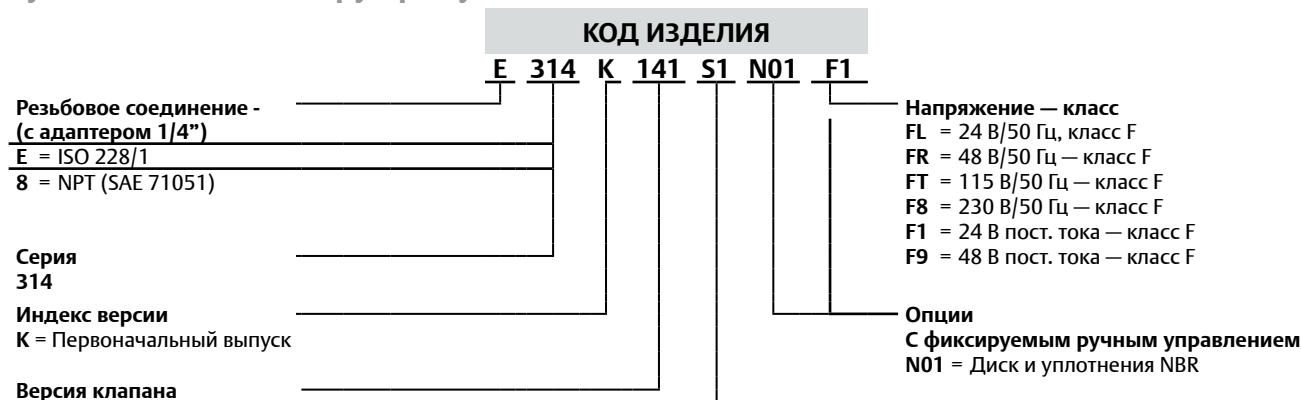 КОД ИЗДЕЛИЯ
E 314 K 141 S1 N01 F1
Резьбовое соединение -
(с адаптером 1/4”)
E = ISO 228/1
8 = NPT (SAE 71051)
Серия
314
Индекс версии
K = Первоначальный выпуск
Версия клапана
Напряжение — класс
FL = 24 В/50 Гц, класс F
FR = 48 В/50 Гц — класс F
FT = 115 В/50 Гц — класс F
F8 = 230 В/50 Гц — класс F
F1 = 24 В пост. тока — класс F
F9 = 48 В пост. тока — класс F
Опции
С фиксируемым ручным управлением
N01 = Диск и уплотнения NBR